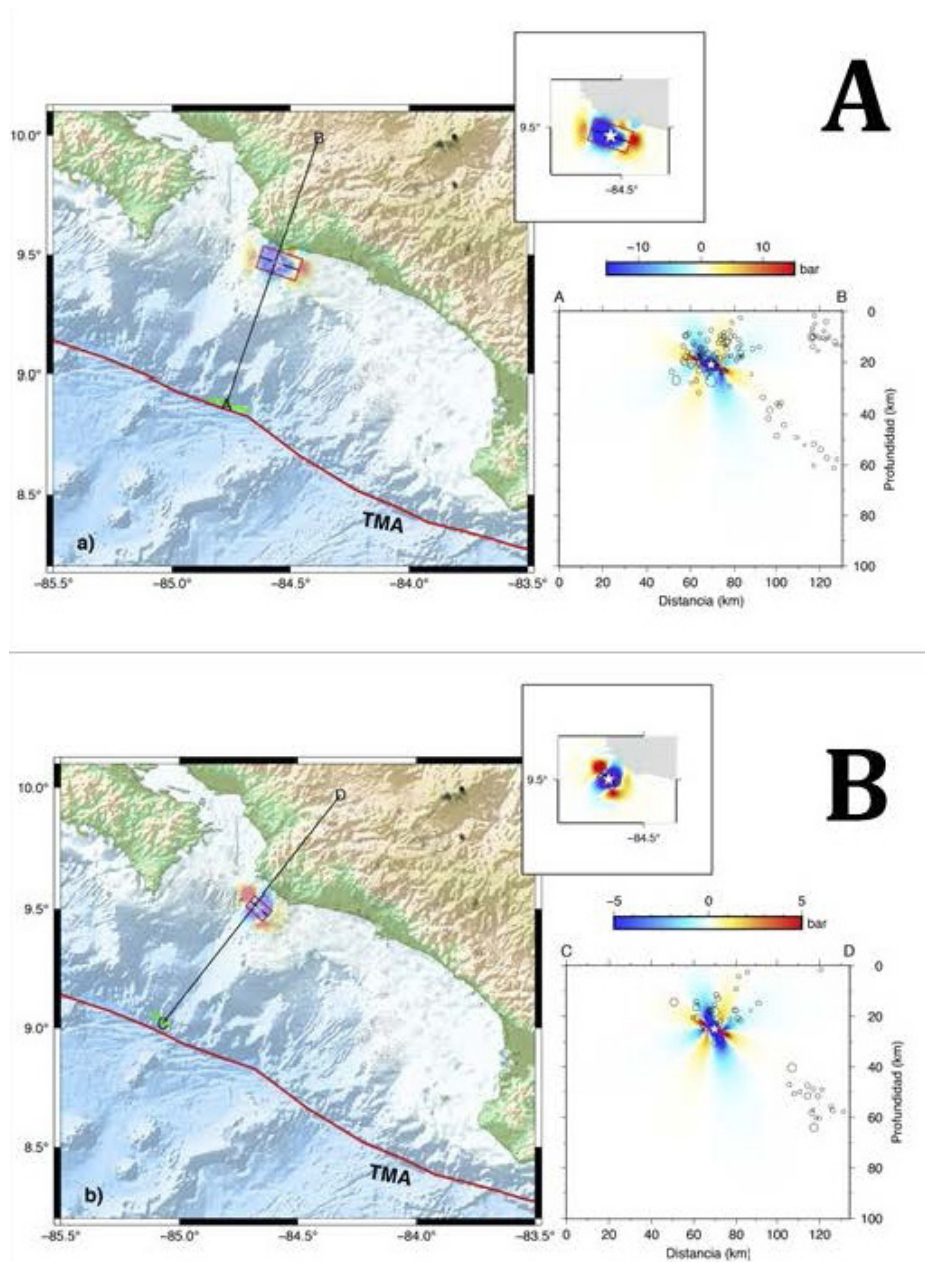 A
9.5°
−84.5°
10.0°
9.5°
9.0°
8.5°
B
A
TMA
a)
−85.5°
−85.0°
−84.5°
−84.0°
−83.5°
−10
0
10
bar
A
B
0
20
40
60
80
100
Profundidad (km)
0
20
40
60
80
100
120
Distancia (km)
B
9.5°
−84.5°
10.0°
9.5°
9.0°
8.5°
D
C
TMA
b)
−85.5°
−85.0°
−84.5°
−84.0°
−83.5°
−5
0
5
bar
C
D
0
20
40
60
80
100
Profundidad (km)
0
20
40
60
80
100
120
Distancia (km)